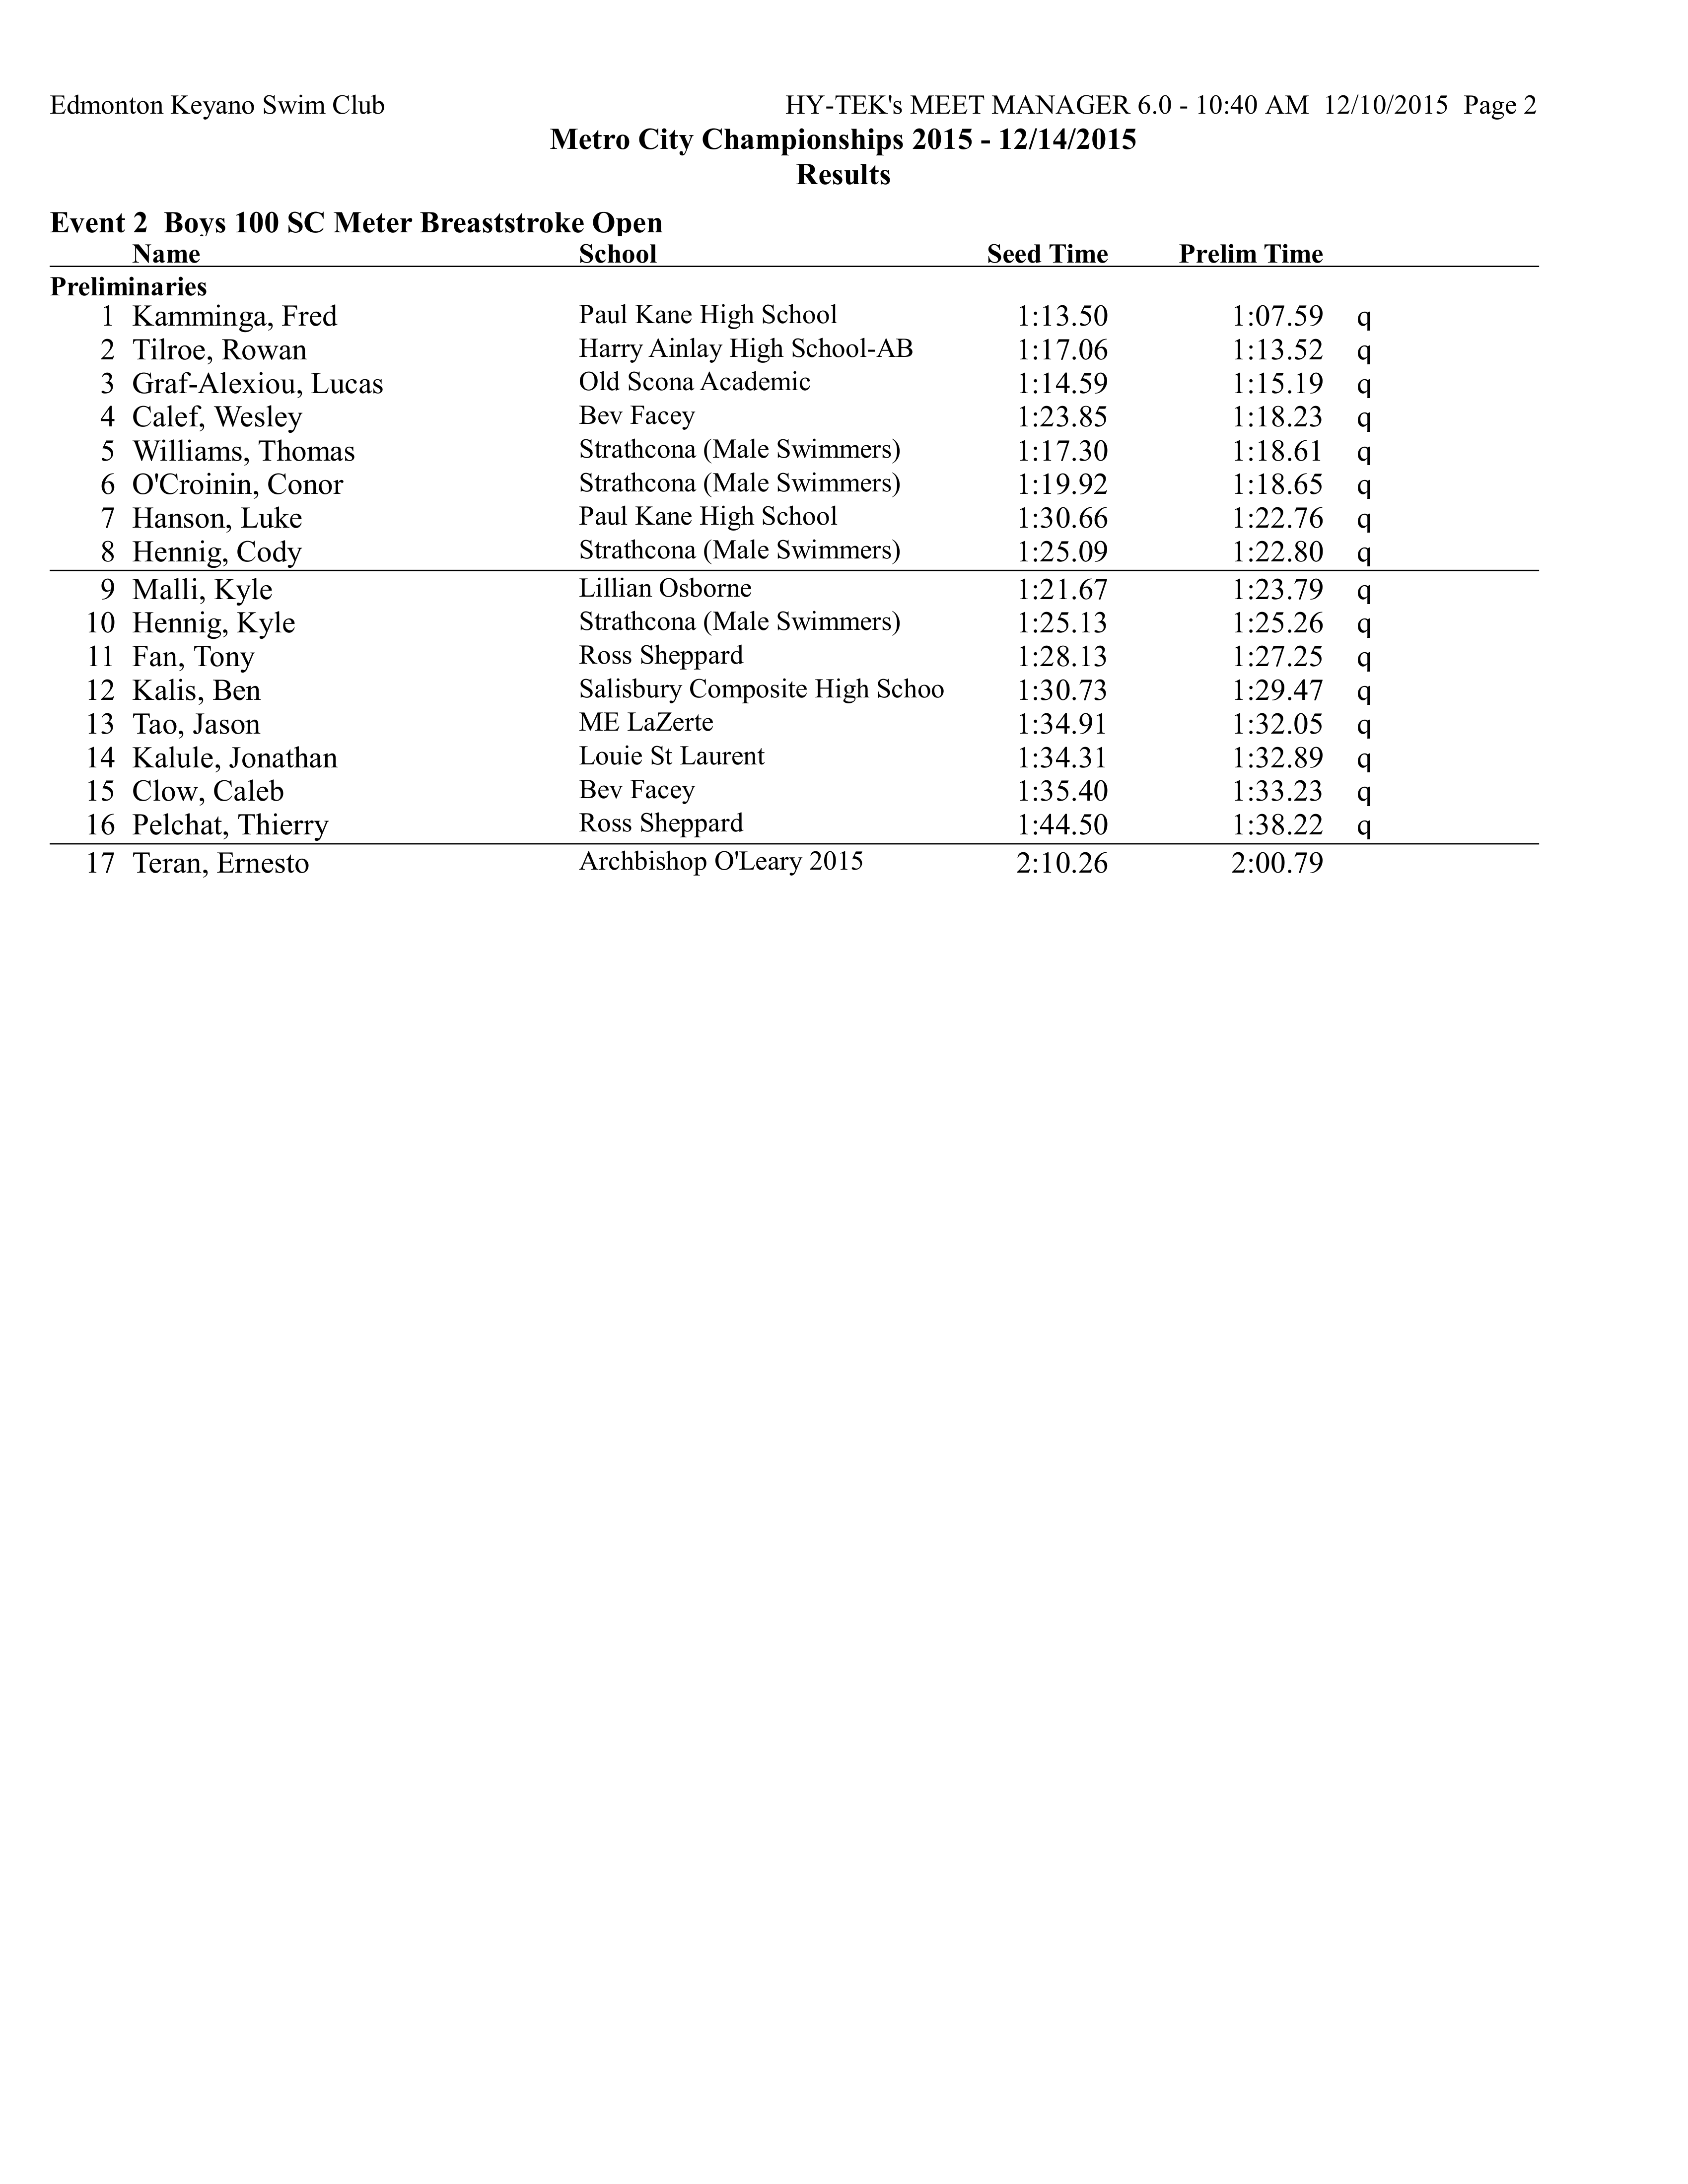 Edmonton Keyano Swim Club HY-TEK's MEET MANAGER 6.0 - 10:40 AM 12/10/2015 Page 2
Metro City Championships 2015 - 12/14/2015
Results
Event 2 Boys 100 SC Meter Breaststroke Open
Name School Seed Time Prelim Time
Preliminaries
1 Kamminga, Fred Paul Kane High School 1:13.50 1:07.59 q
2 Tilroe, Rowan Harry Ainlay High School-AB 1:17.06 1:13.52 q
3 Graf-Alexiou, Lucas Old Scona Academic 1:14.59 1:15.19 q
4 Calef, Wesley Bev Facey 1:23.85 1:18.23 q
5 Williams, Thomas Strathcona (Male Swimmers) 1:17.30 1:18.61 q
6 O'Croinin, Conor Strathcona (Male Swimmers) 1:19.92 1:18.65 q
7 Hanson, Luke Paul Kane High School 1:30.66 1:22.76 q
8 Hennig, Cody Strathcona (Male Swimmers) 1:25.09 1:22.80 q
9 Malli, Kyle Lillian Osborne 1:21.67 1:23.79 q
10 Hennig, Kyle Strathcona (Male Swimmers) 1:25.13 1:25.26 q
11 Fan, Tony Ross Sheppard 1:28.13 1:27.25 q
12 Kalis, Ben Salisbury Composite High Schoo 1:30.73 1:29.47 q
13 Tao, Jason ME LaZerte 1:34.91 1:32.05 q
14 Kalule, Jonathan Louie St Laurent 1:34.31 1:32.89 q
15 Clow, Caleb Bev Facey 1:35.40 1:33.23 q
16 Pelchat, Thierry Ross Sheppard 1:44.50 1:38.22 q
17 Teran, Ernesto Archbishop O'Leary 2015 2:10.26 2:00.79